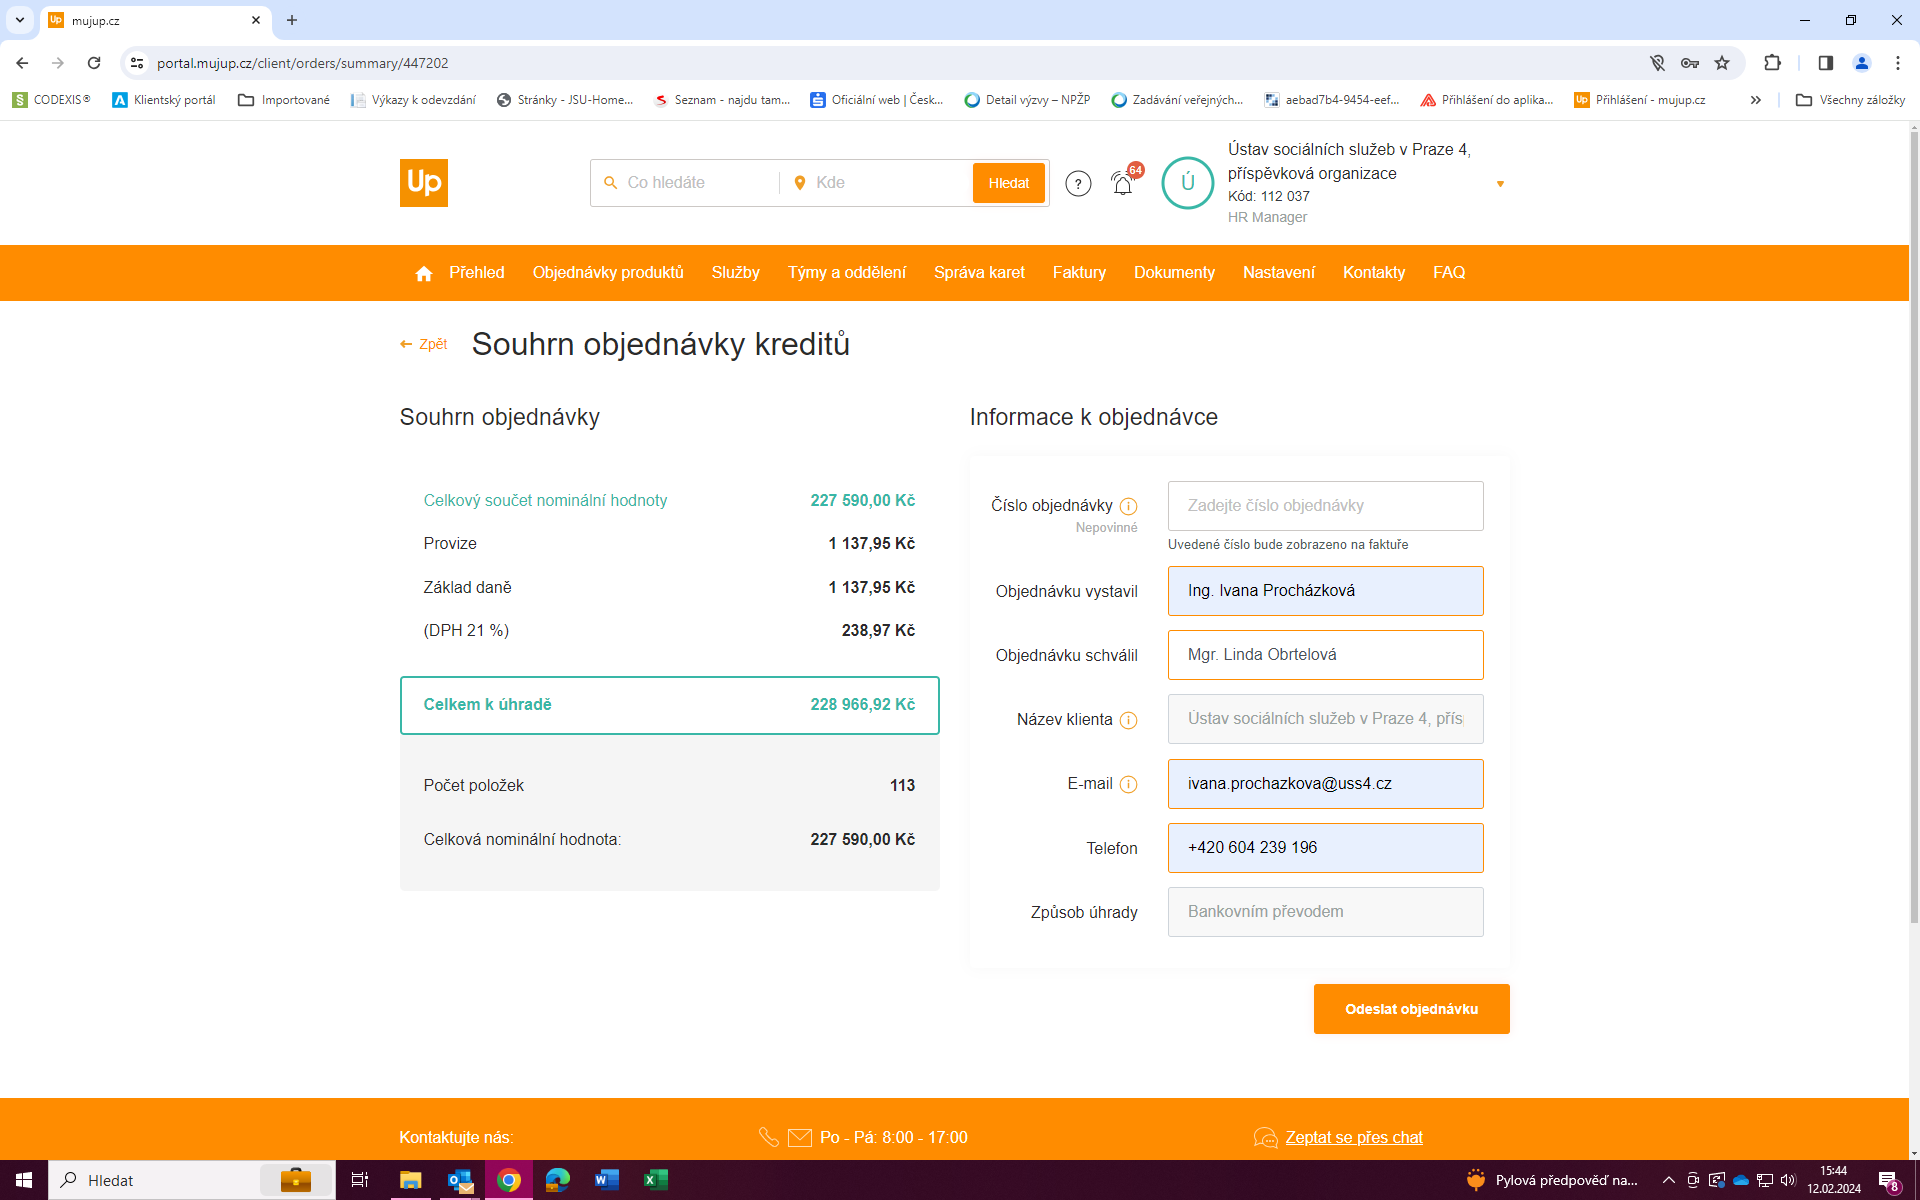 mujup.cz
portal.mujup.cz/client/orders/summary/447202
CODEXIS®
Klientský portál
Importované
Výkazy k odevzdání
Stránky - JSU-Home...
Seznam - najdu tam...
Oficiální web | Česk...
Detail výzvy – NPŽP
Zadávání veřejných...
aebad7b4-9454-eef...
Přihlášení do aplika...
Přihlášení - mujup.cz
Všechny záložky
Up
Co hledáte
Kde
Hledat
?
64
Ú
Ústav sociálních služeb v Praze 4,
příspěvková organizace
Kód: 112 037
HR Manager
Přehled
Objednávky produktů
Služby
Týmy a oddělení
Správa karet
Faktury
Dokumenty
Nastavení
Kontakty
FAQ
Zpět
Souhrn objednávky kreditů
Souhrn objednávky
Celkový součet nominální hodnoty 227 590,00 Kč
Provize 1 137,95 Kč
Základ daně 1 137,95 Kč
(DPH 21 %) 238,97 Kč
Celkem k úhradě 228 966,92 Kč
Počet položek 113
Celková nominální hodnota: 227 590,00 Kč
Informace k objednávce
Číslo objednávky Zadejte číslo objednávky
Nepovinné
Uvedené číslo bude zobrazeno na faktuře
Objednávku vystavil Ing. Ivana Procházková
Objednávku schválil Mgr. Linda Obrtelová
Název klienta Ústav sociálních služeb v Praze 4, přís
E-mail ivana.prochazkova@uss4.cz
Telefon +420 604 239 196
Způsob úhrady Bankovním převodem
Odeslat objednávku
Kontaktujte nás:
Po - Pá: 8:00 - 17:00
Zeptat se přes chat
Hledat
Pylová předpověď na...
15:44
12.02.2024
8